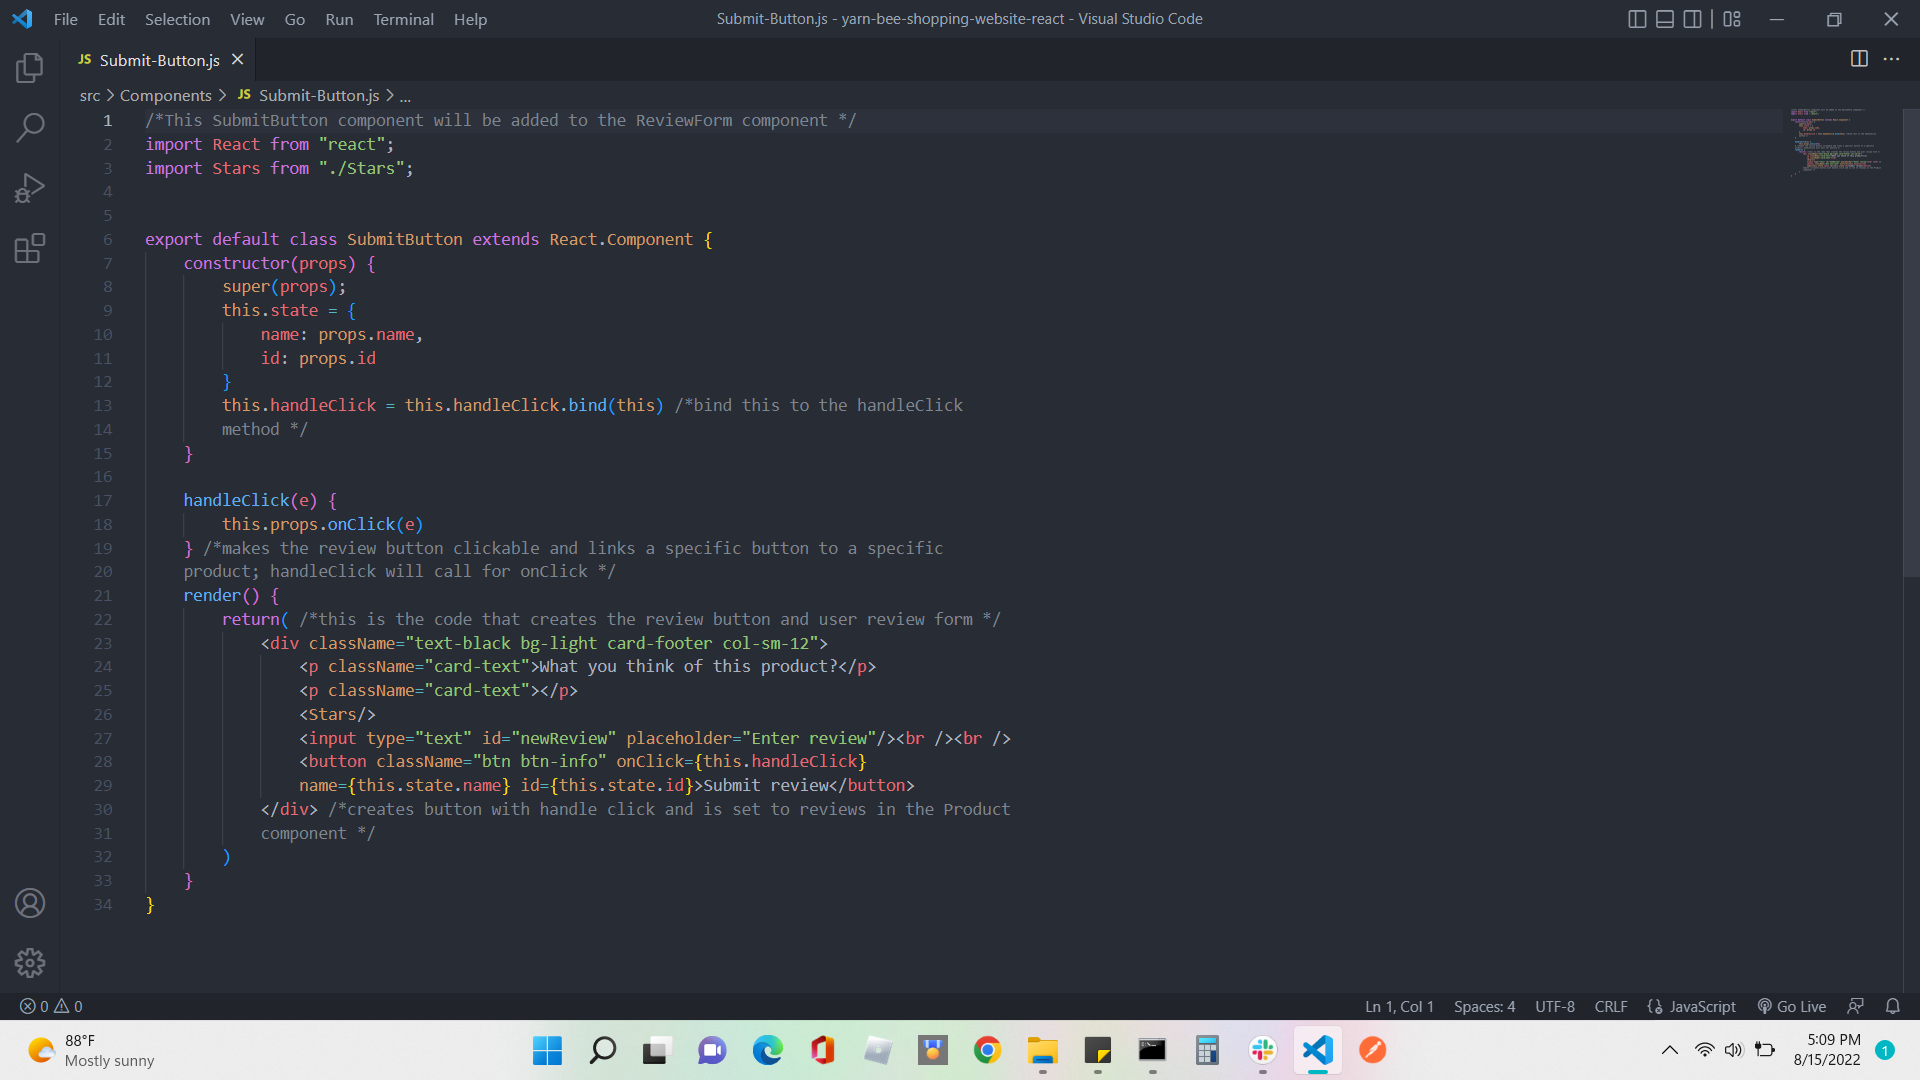 File Edit Selection View Go Run Terminal Help
Submit-Button.js - yarn-bee-shopping-website-react - Visual Studio Code
JS Submit-Button.js
src > Components > JS Submit-Button.js > ...
1 /*This SubmitButton component will be added to the ReviewForm component */
2 import React from "react";
3 import Stars from "./Stars";
4
5
6 export default class SubmitButton extends React.Component {
7 constructor(props) {
8 super(props);
9 this.state = {
10 name: props.name,
11 id: props.id
12 }
13 this.handleClick = this.handleClick.bind(this) /*bind this to the handleClick
14 method */
15 }
16
17 handleClick(e) {
18 this.props.onClick(e)
19 } /*makes the review button clickable and links a specific button to a specific
20 product; handleClick will call for onClick */
21 render() {
22 return( /*this is the code that creates the review button and user review form */
23 <div className="text-black bg-light card-footer col-sm-12">
24 <p className="card-text">What you think of this product?</p>
25 <p className="card-text"></p>
26 <Stars/>
27 <input type="text" id="newReview" placeholder="Enter review"/><br /><br />
28 <button className="btn btn-info" onClick={this.handleClick}
29 name={this.state.name} id={this.state.id}>Submit review</button>
30 </div> /*creates button with handle click and is set to reviews in the Product
31 component */
32 )
33 }
34 }
0 0
Ln 1, Col 1 Spaces: 4 UTF-8 CRLF {} JavaScript Go Live
88°F
Mostly sunny
5:09 PM
8/15/2022
1